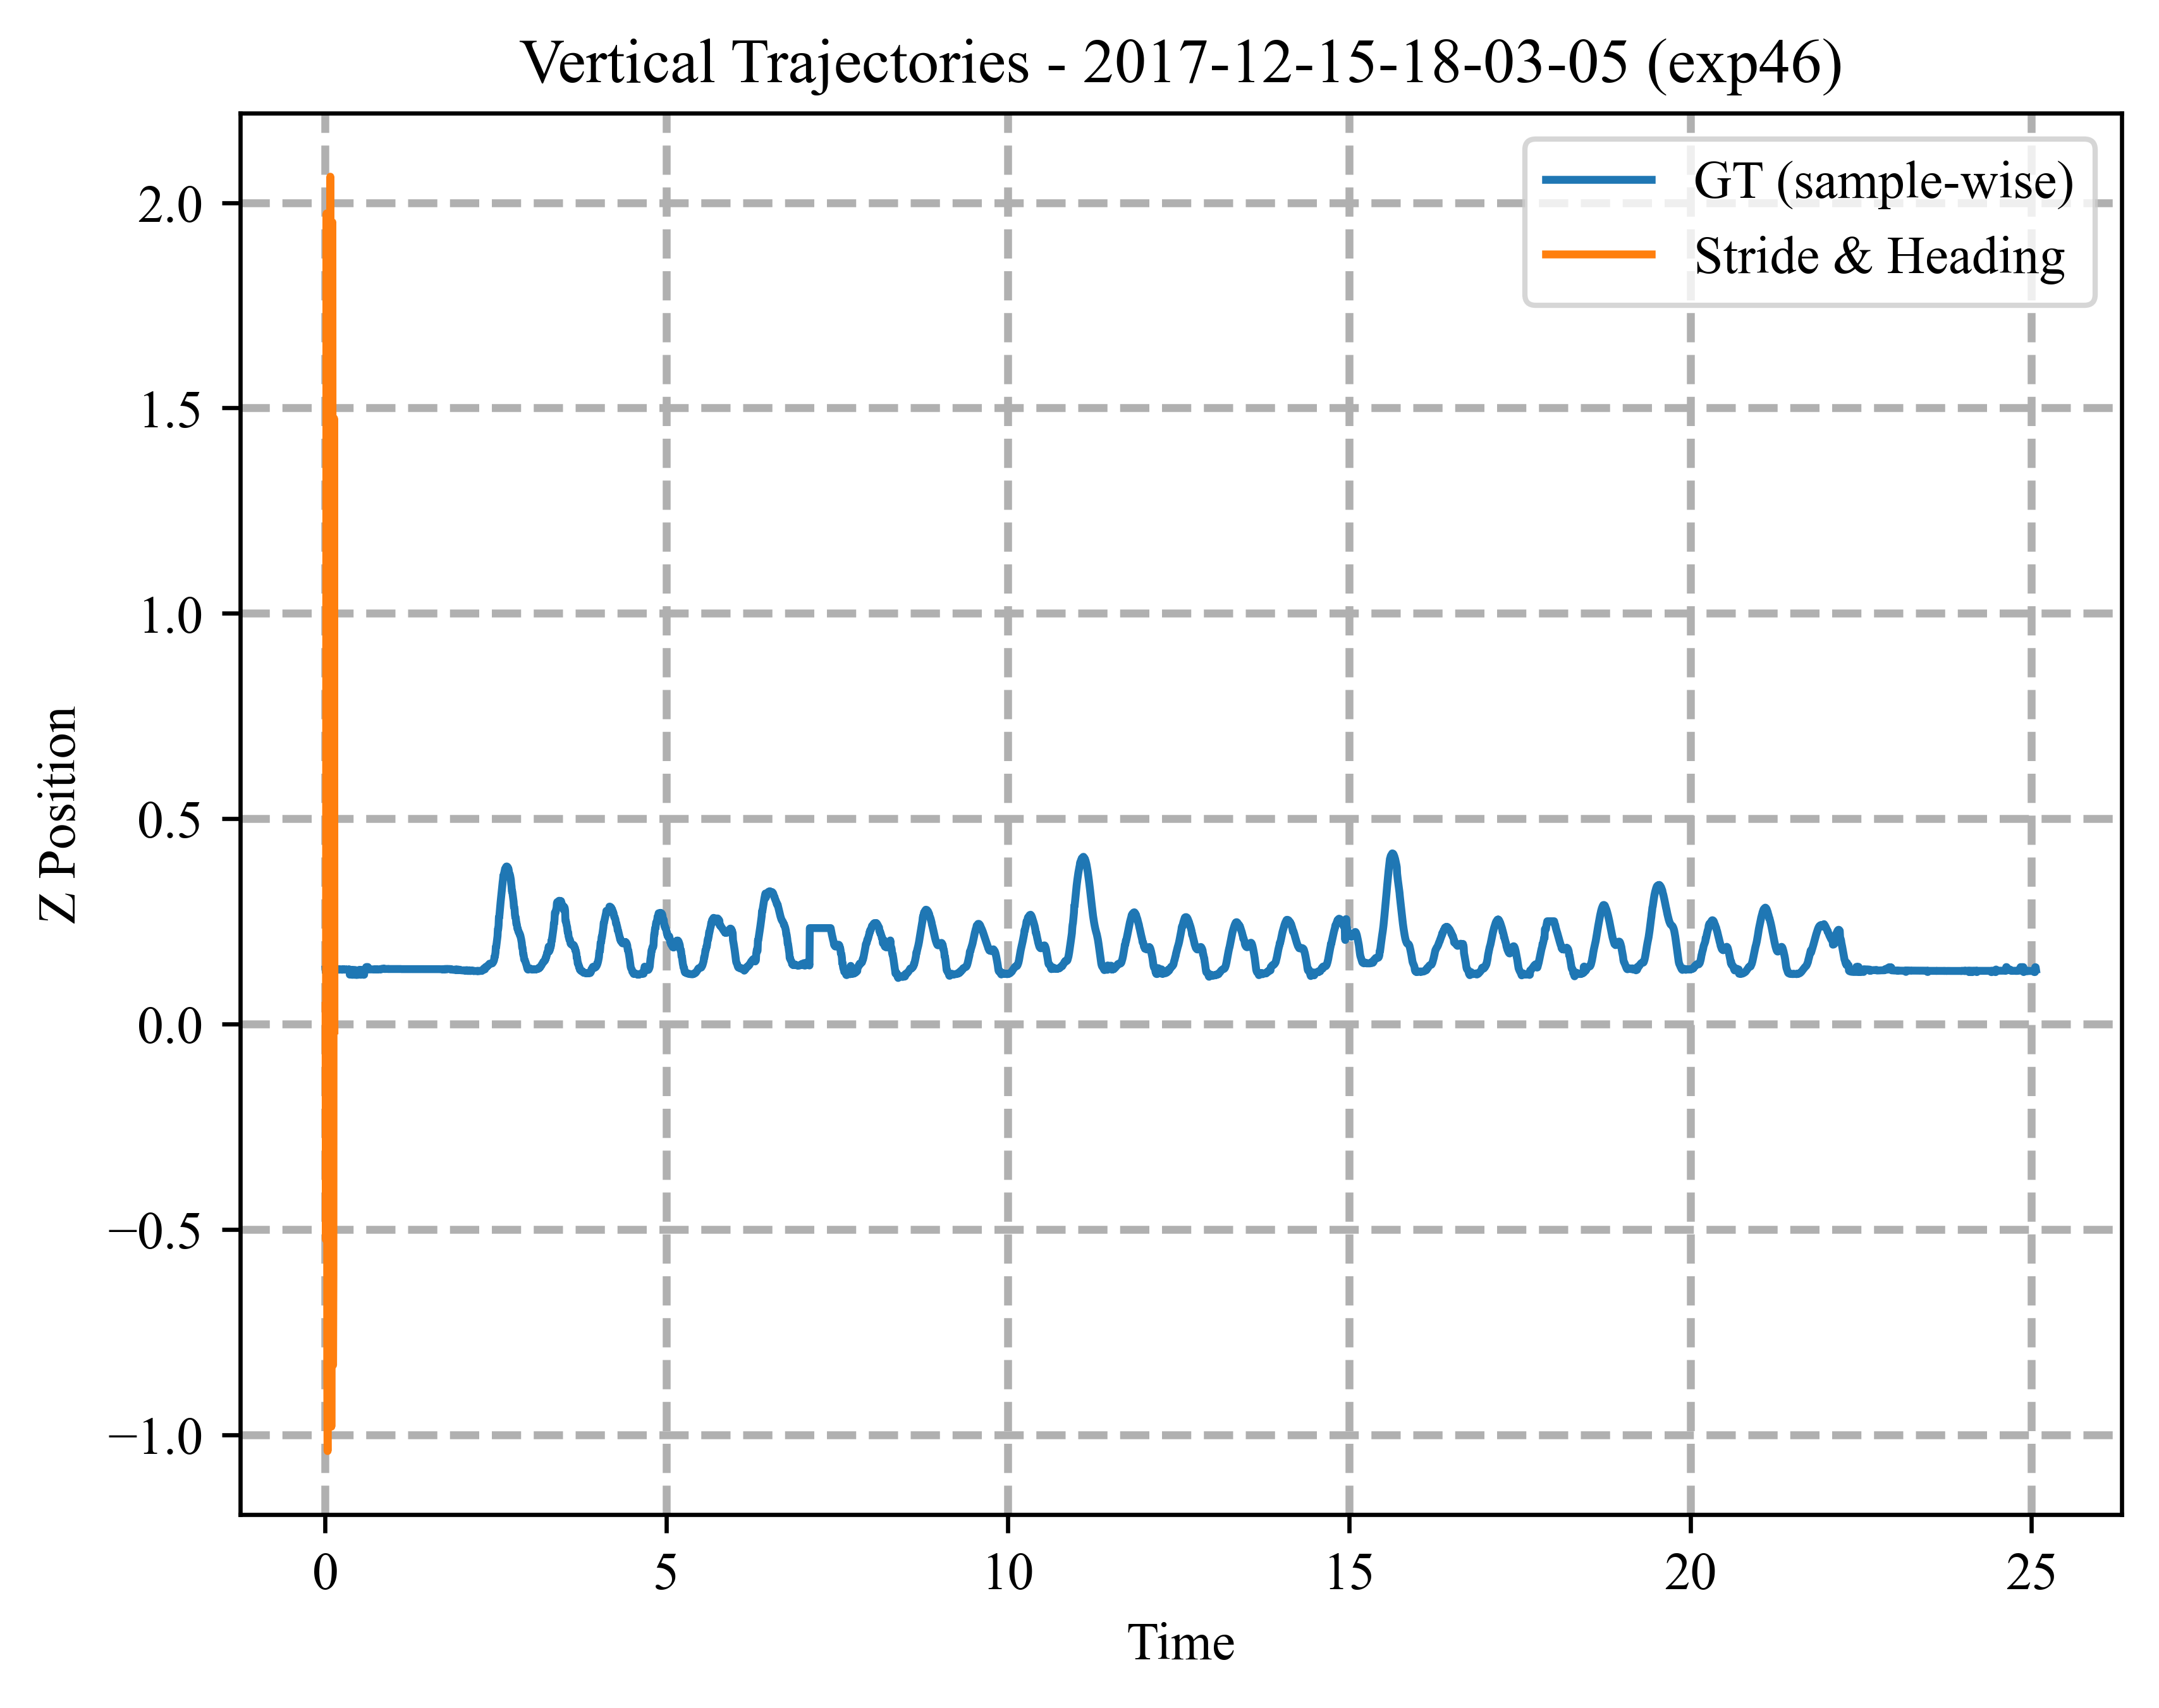 Vertical Trajectories - 2017-12-15-18-03-05 (exp46)
GT (sample-wise)
Stride & Heading
Z Position
2.0
1.5
1.0
0.5
0.0
−0.5
−1.0
0 5 10 15 20 25
Time